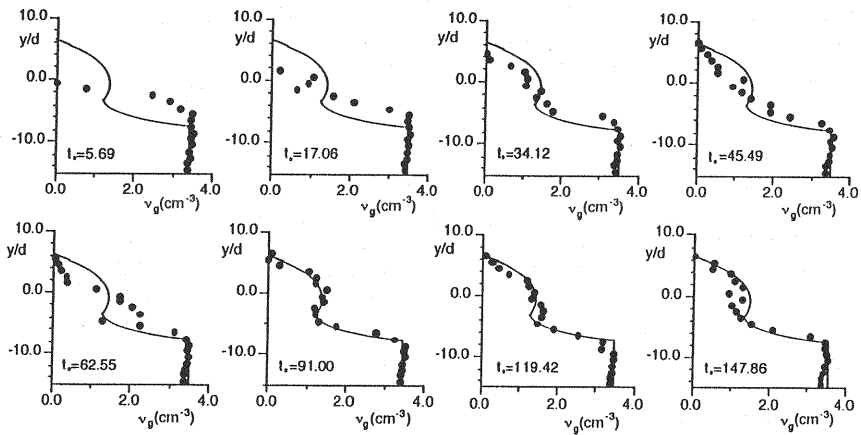 10.0 10.0 10.0 10.0
y/d y/d y/d y/d
0.0 0.0 0.0 0.0
-10.0 -10.0 -10.0 -10.0
t*=5.69 t*=17.06 t*=34.12 t*=45.49
0.0 2.0 4.0 0.0 2.0 4.0 0.0 2.0 4.0 0.0 2.0 4.0
νg(cm-3) νg(cm-3) νg(cm-3) νg(cm-3)
10.0 10.0 10.0 10.0
y/d y/d y/d y/d
0.0 0.0 0.0 0.0
-10.0 -10.0 -10.0 -10.0
t*=62.55 t*=91.00 t*=119.42 t*=147.86
0.0 2.0 4.0 0.0 2.0 4.0 0.0 2.0 4.0 0.0 2.0 4.0
νg(cm-3) νg(cm-3) νg(cm-3) νg(cm-3)